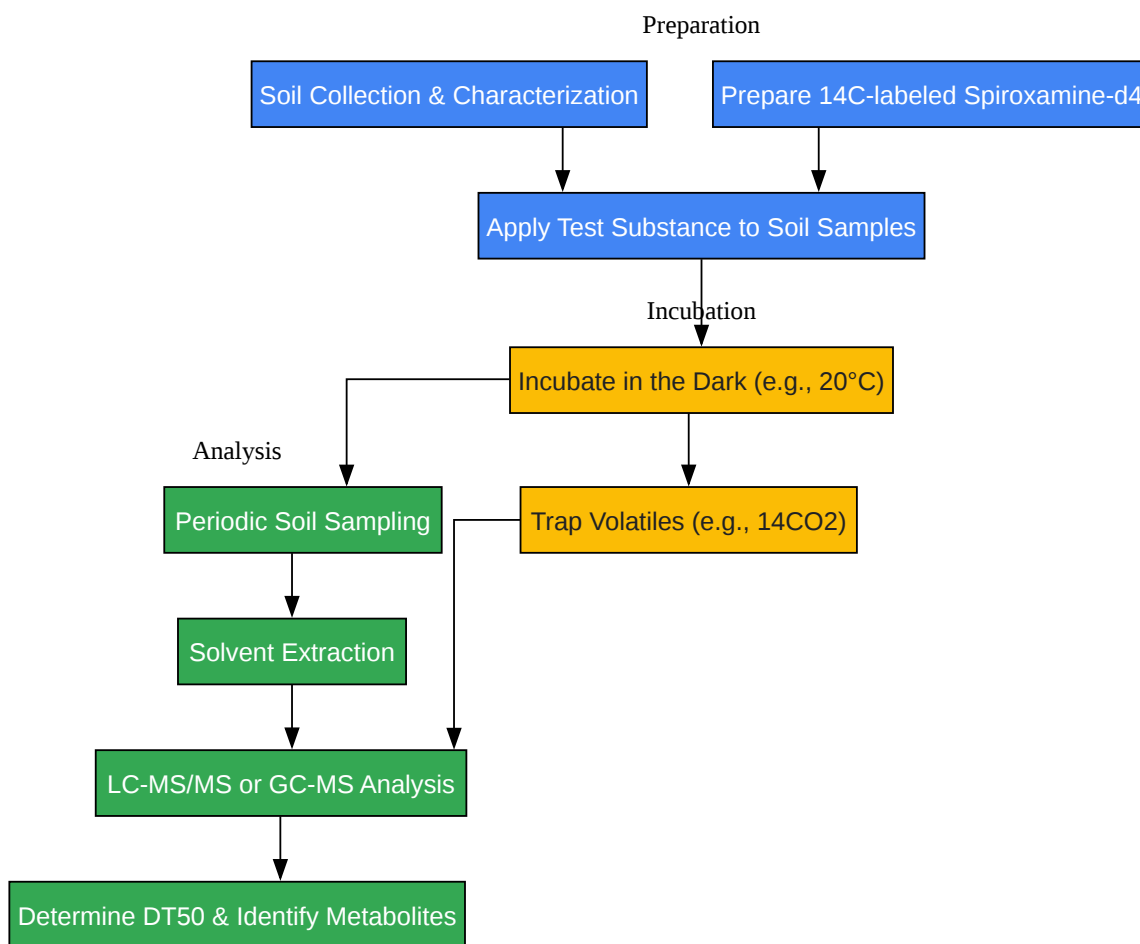 Preparation
Soil Collection & Characterization
Prepare 14C-labeled Spiroxamine-d4
Apply Test Substance to Soil Samples
Incubation
Incubate in the Dark (e.g., 20°C)
Analysis
Periodic Soil Sampling
Trap Volatiles (e.g., 14CO2)
Solvent Extraction
LC-MS/MS or GC-MS Analysis
Determine DT50 & Identify Metabolites